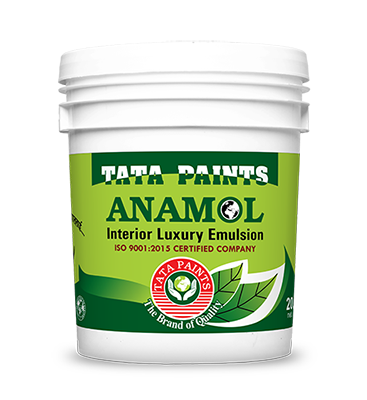 TATA PAINTS
ANAMOL
Interior Luxury Emulsion
ISO 9001:2015 CERTIFIED COMPANY
TATA PAINTS
The Brand of Quality